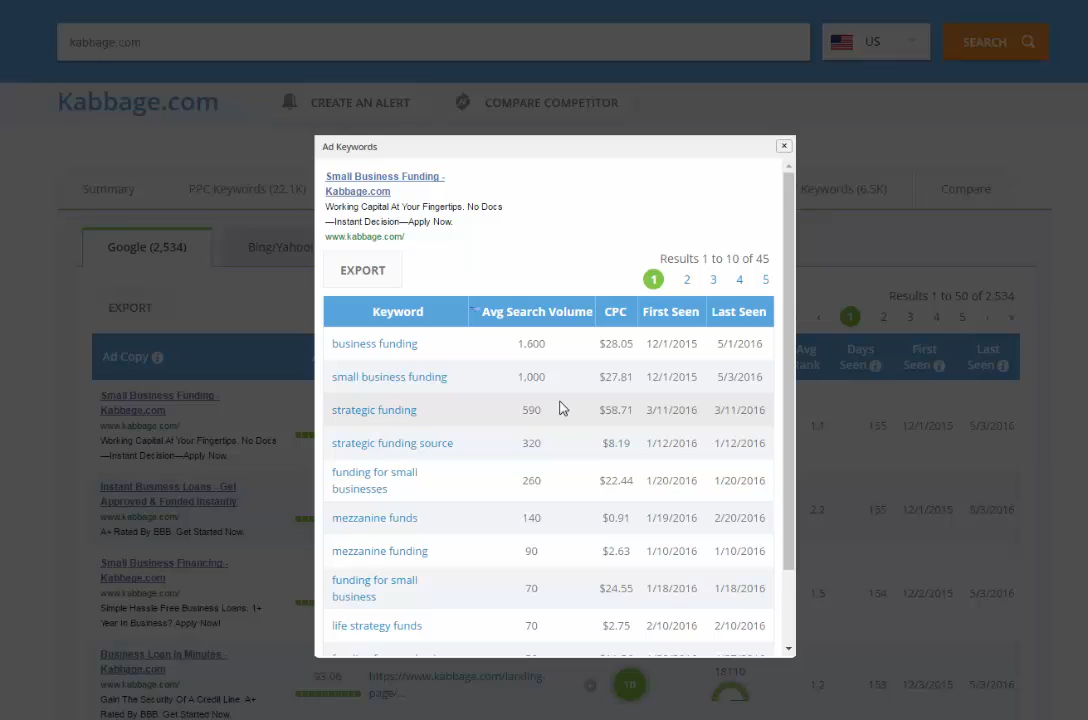 kabbage.com
US
SEARCH
Kabbage.com
CREATE AN ALERT
COMPARE COMPETITOR
Summary
PPC Keywords (22.1K)
Keywords (6.5K)
Compare
Google (2,534)
Bing/Yahoo
EXPORT
Results 1 to 50 of 2,534
« 1 2 3 4 5 › »
Ad Copy
Avg
Rank
Days
Seen
First
Seen
Last
Seen
Small Business Funding -
Kabbage.com
www.kabbage.com/
Working Capital At Your Fingertips. No Docs
—Instant Decision—Apply Now.
1.1 155 12/1/2015 5/3/2016
Instant Business Loans - Get
Approved & Funded Instantly
www.kabbage.com/
A+ Rated By BBB. Get Started Now.
2.2 155 12/1/2015 5/3/2016
Small Business Financing -
Kabbage.com
www.kabbage.com/
Simple Hassle Free Business Loans: 1+
Year In Business? Apply Now!
1.5 154 12/2/2015 5/3/2016
Business Loan In Minutes -
Kabbage.com
www.kabbage.com/
Gain The Security Of A Credit Line. A+
Rated By BBB. Get Started Now.
93.06
https://www.kabbage.com/lanxling-
page/...
10
18110
1.2 153 12/3/2015 5/3/2016
Ad Keywords
Small Business Funding -
Kabbage.com
Working Capital At Your Fingertips. No Docs
—Instant Decision—Apply Now.
www.kabbage.com/
EXPORT
Results 1 to 10 of 45
1 2 3 4 5
Keyword Avg Search Volume CPC First Seen Last Seen
business funding 1,600 $28.05 12/1/2015 5/1/2016
small business funding 1,000 $27.81 12/1/2015 5/3/2016
strategic funding 590 $58.71 3/11/2016 3/11/2016
strategic funding source 320 $8.19 1/12/2016 1/12/2016
funding for small
businesses 260 $22.44 1/20/2016 1/20/2016
mezzanine funds 140 $0.91 1/19/2016 2/20/2016
mezzanine funding 90 $2.63 1/10/2016 1/10/2016
funding for small
business 70 $24.55 1/18/2016 1/18/2016
life strategy funds 70 $2.75 2/10/2016 2/10/2016